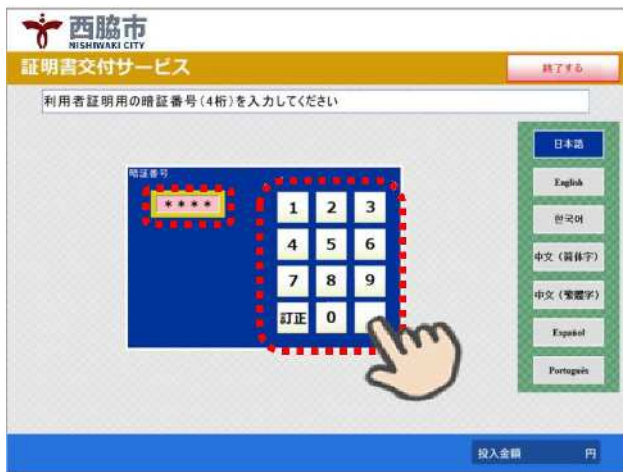 西脇市
NISHIWAKI CITY
証明書交付サービス
終了する
利用者証明用の暗証番号(4桁)を入力してください
日本語
English
한국어
中文(简体字)
中文(繁體字)
Español
Português
暗証番号
＊＊＊＊
1 2 3
4 5 6
7 8 9
訂正 0
投入金額 円